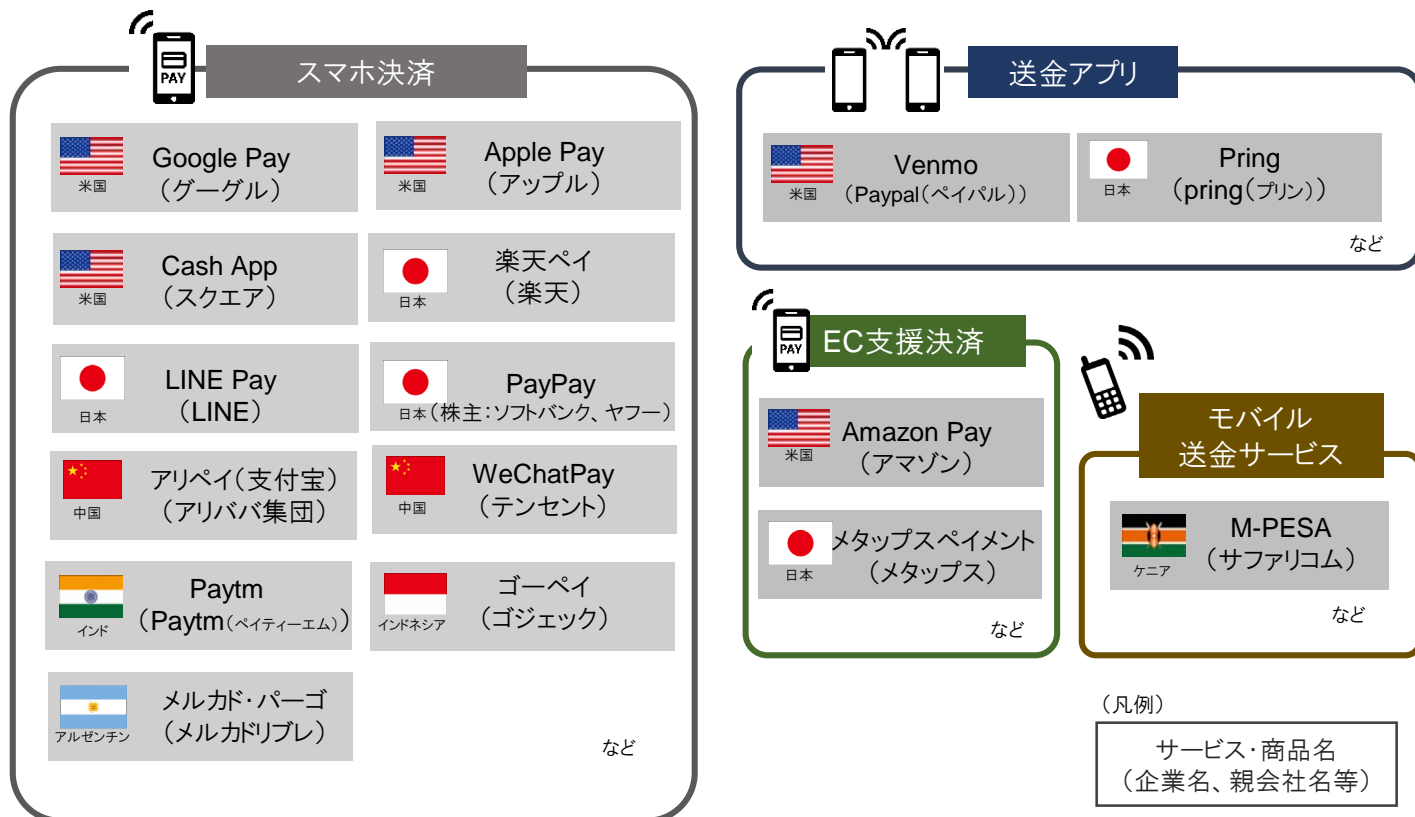 PAY
スマホ決済
米国
Google Pay
（グーグル）
米国
Apple Pay
（アップル）
米国
Cash App
（スクエア）
日本
楽天ペイ
（楽天）
日本
LINE Pay
（LINE）
PayPay
日本（株主：ソフトバンク、ヤフー）
中国
アリペイ（支付宝）
（アリババ集団）
中国
WeChatPay
（テンセント）
インド
Paytm
（Paytm（ペイティーエム））
インドネシア
ゴーペイ
（ゴジェック）
アルゼンチン
メルカド・パーゴ
（メルカドリブレ）
など
送金アプリ
米国
Venmo
（Paypal（ペイパル））
日本
Pring
（pring（プリン））
など
PAY
EC支援決済
米国
Amazon Pay
（アマゾン）
日本
メタップスペイメント
（メタップス）
など
モバイル
送金サービス
ケニア
M-PESA
（サファリコム）
など
（凡例）
サービス・商品名
（企業名、親会社名等）